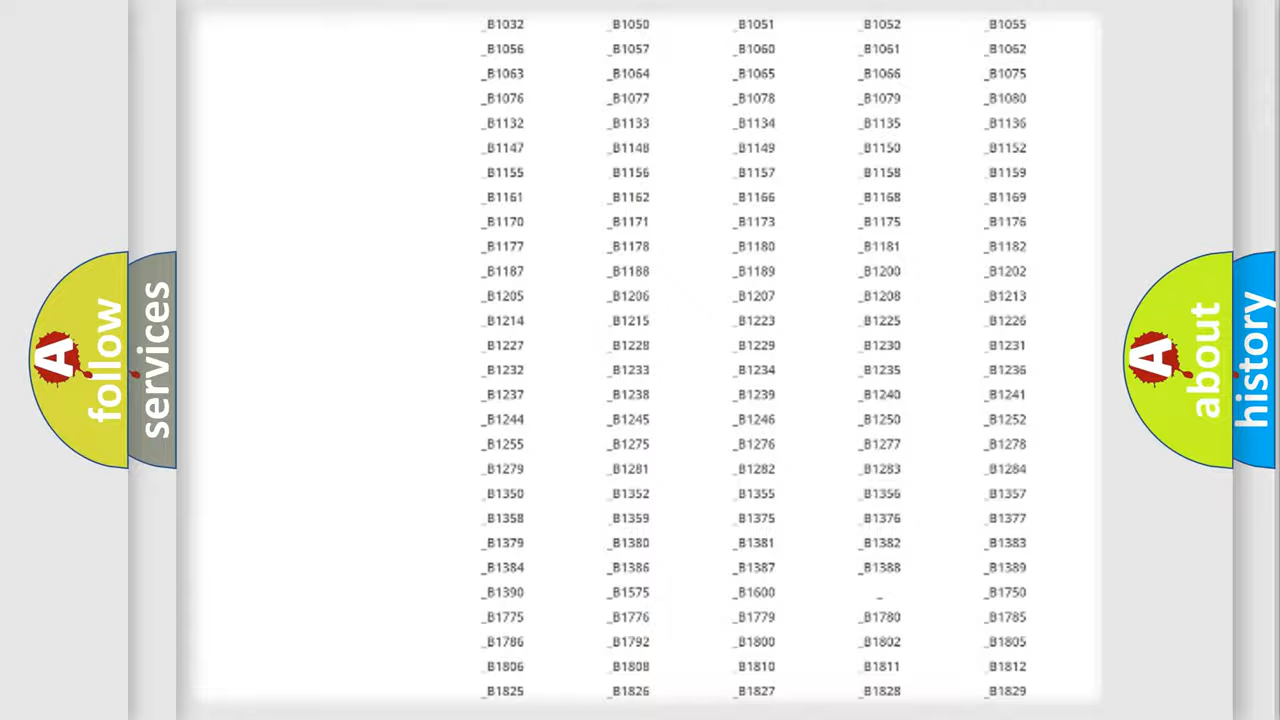 _B1032 _B1050 _B1051 _B1052 _B1055
_B1056 _B1057 _B1060 _B1061 _B1062
_B1063 _B1064 _B1065 _B1066 _B1075
_B1076 _B1077 _B1078 _B1079 _B1080
_B1132 _B1133 _B1134 _B1135 _B1136
_B1147 _B1148 _B1149 _B1150 _B1152
_B1155 _B1156 _B1157 _B1158 _B1159
_B1161 _B1162 _B1166 _B1168 _B1169
_B1170 _B1171 _B1173 _B1175 _B1176
_B1177 _B1178 _B1180 _B1181 _B1182
_B1187 _B1188 _B1189 _B1200 _B1202
_B1205 _B1206 _B1207 _B1208 _B1213
_B1214 _B1215 _B1223 _B1225 _B1226
_B1227 _B1228 _B1229 _B1230 _B1231
_B1232 _B1233 _B1234 _B1235 _B1236
_B1237 _B1238 _B1239 _B1240 _B1241
_B1244 _B1245 _B1246 _B1250 _B1252
_B1255 _B1275 _B1276 _B1277 _B1278
_B1279 _B1281 _B1282 _B1283 _B1284
_B1350 _B1352 _B1355 _B1356 _B1357
_B1358 _B1359 _B1375 _B1376 _B1377
_B1379 _B1380 _B1381 _B1382 _B1383
_B1384 _B1386 _B1387 _B1388 _B1389
_B1390 _B1575 _B1600 _ _B1750
_B1775 _B1776 _B1779 _B1780 _B1785
_B1786 _B1792 _B1800 _B1802 _B1805
_B1806 _B1808 _B1810 _B1811 _B1812
_B1825 _B1826 _B1827 _B1828 _B1829
A
follow
services
A
about
history